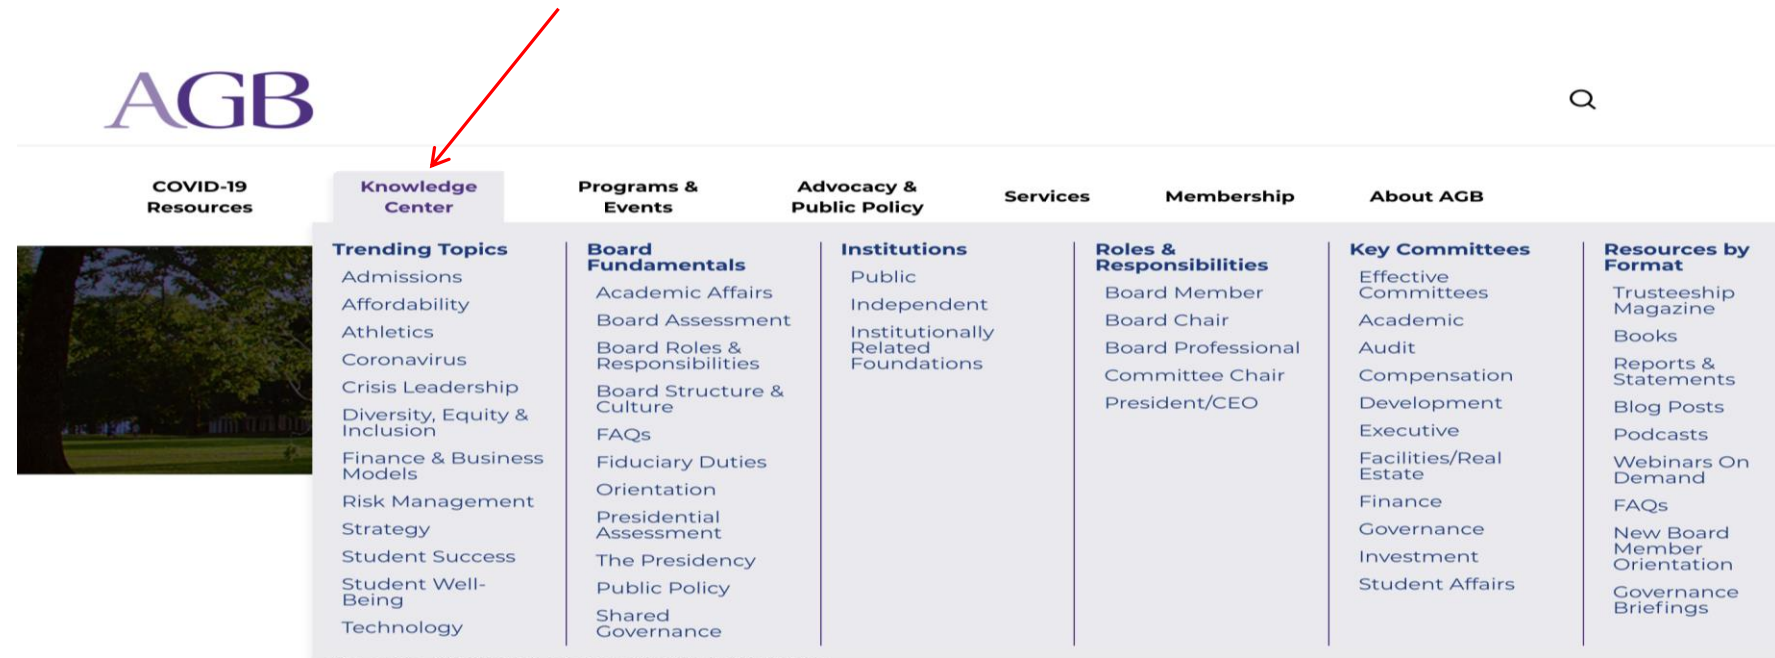 AGB
COVID-19
Resources
Knowledge
Center
Programs &
Events
Advocacy &
Public Policy
Services
Membership
About AGB
Trending Topics
Admissions
Affordability
Athletics
Coronavirus
Crisis Leadership
Diversity, Equity &
Inclusion
Finance & Business
Models
Risk Management
Strategy
Student Success
Student Well-
Being
Technology
Board
Fundamentals
Academic Affairs
Board Assessment
Board Roles &
Responsibilities
Board Structure &
Culture
FAQs
Fiduciary Duties
Orientation
Presidential
Assessment
The Presidency
Public Policy
Shared
Governance
Institutions
Public
Independent
Institutionally
Related
Foundations
Roles &
Responsibilities
Board Member
Board Chair
Board Professional
Committee Chair
President/CEO
Key Committees
Effective
Committees
Academic
Audit
Compensation
Development
Executive
Facilities/Real
Estate
Finance
Governance
Investment
Student Affairs
Resources by
Format
Trusteeship
Magazine
Books
Reports &
Statements
Blog Posts
Podcasts
Webinars On
Demand
FAQs
New Board
Member
Orientation
Governance
Briefings